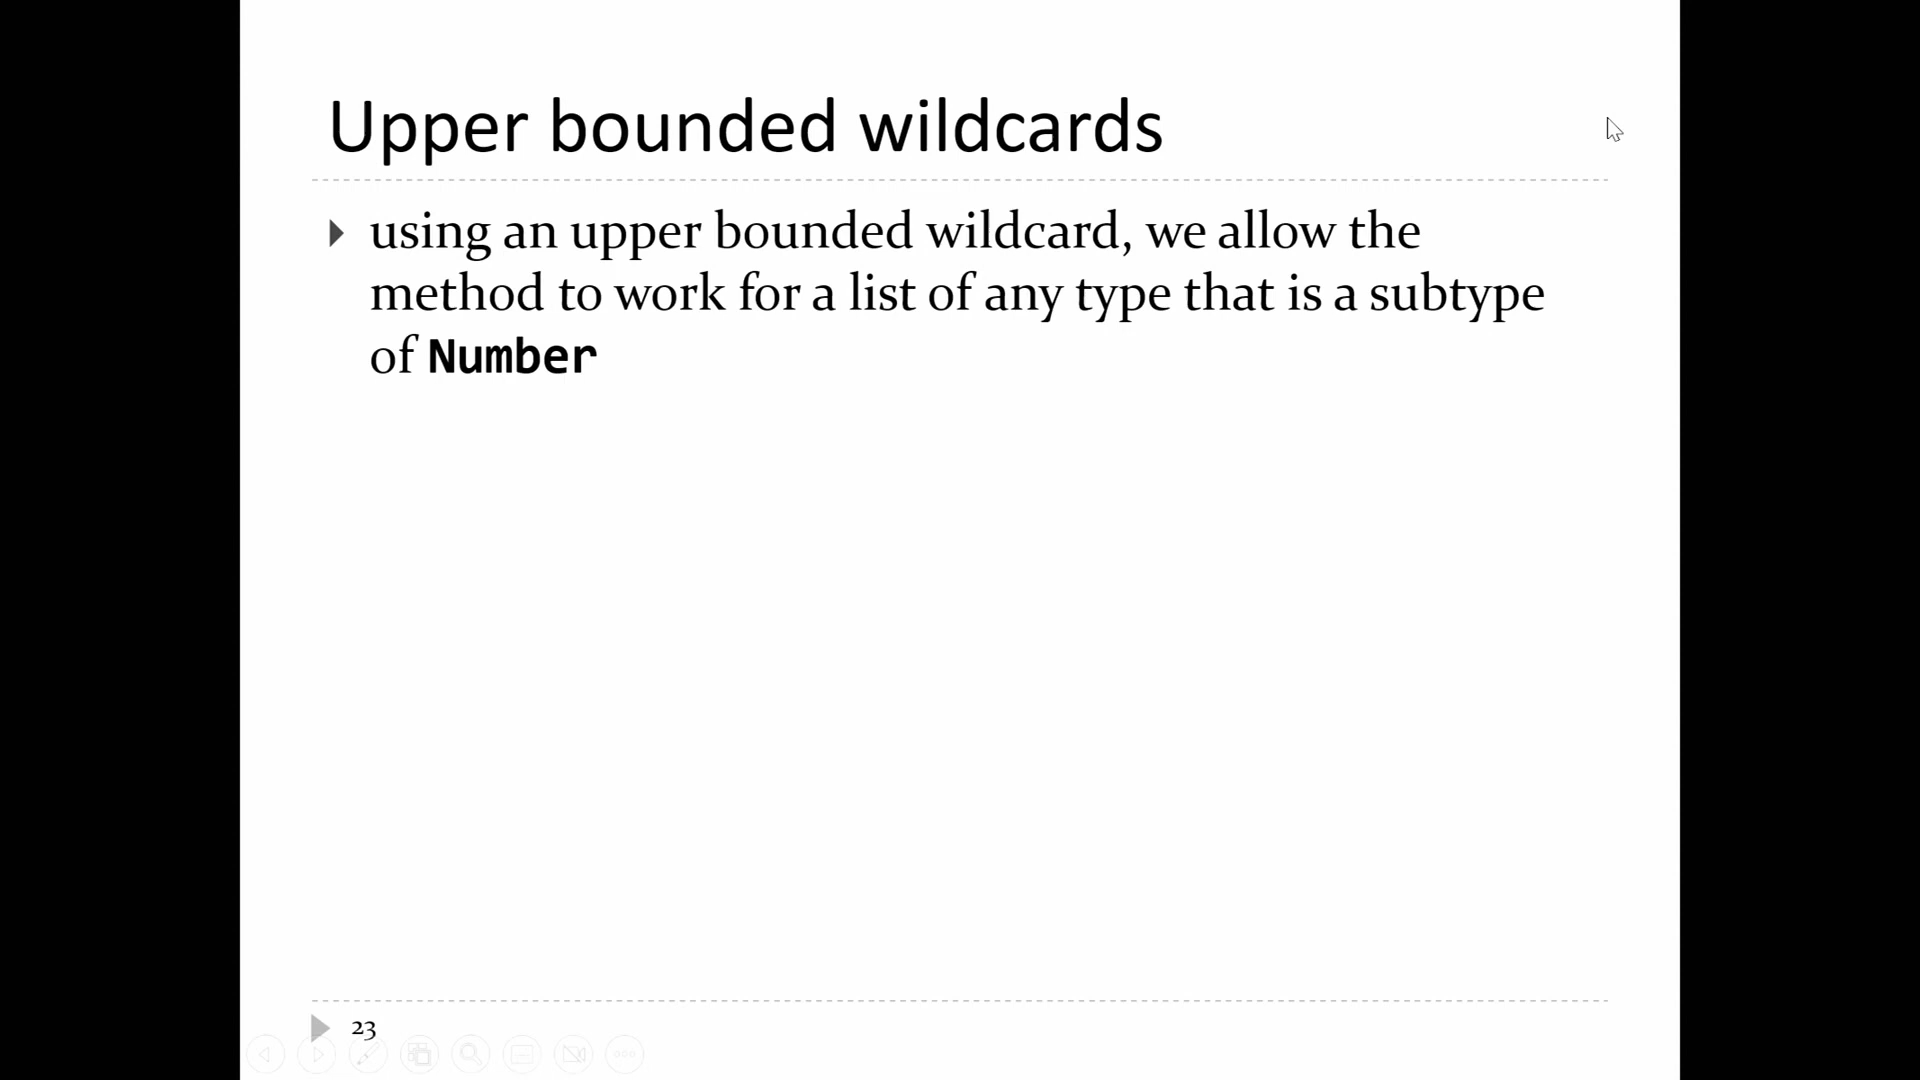 Upper bounded wildcards
using an upper bounded wildcard, we allow the
method to work for a list of any type that is a subtype
of Number
23